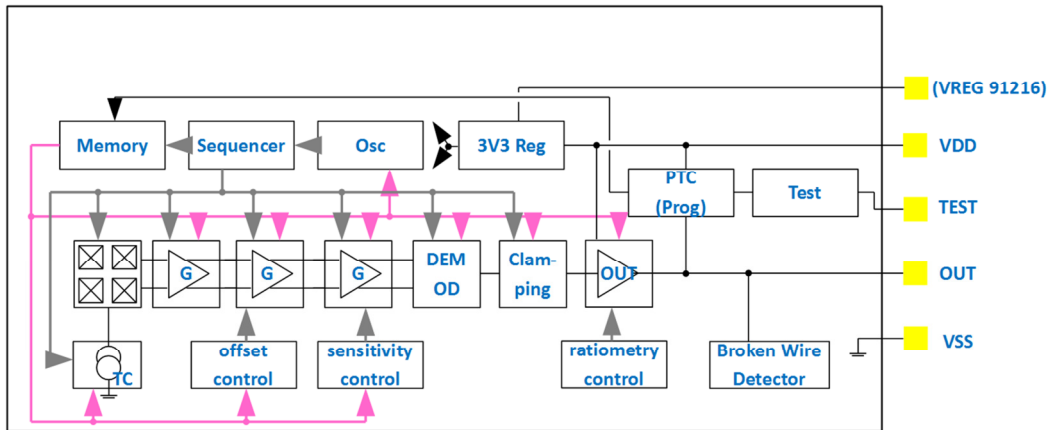 (VREG 91216)
Memory
Sequencer
Osc
3V3 Reg
VDD
PTC
(Prog)
Test
TEST
G
G
G
DEM
OD
Clam-
ping
OUT
OUT
TC
offset
control
sensitivity
control
ratiometry
control
Broken Wire
Detector
VSS